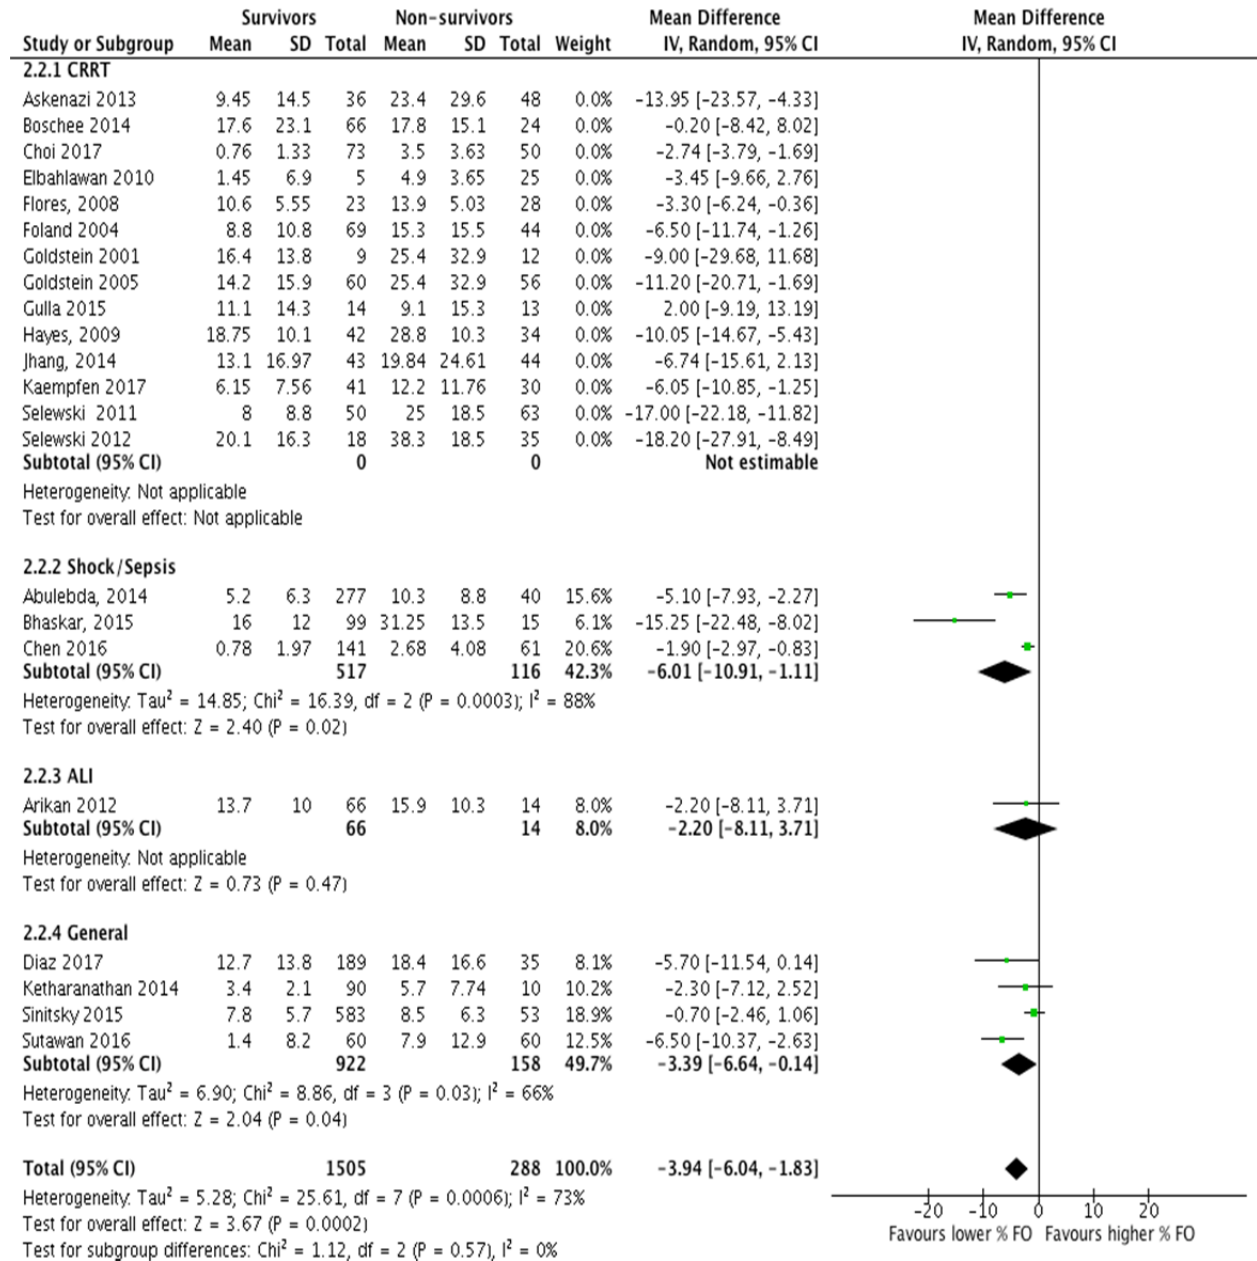 Survivors Non-survivors Mean Difference Mean Difference
Study or Subgroup Mean SD Total Mean SD Total Weight IV, Random, 95% CI IV, Random, 95% CI
2.2.1 CRRT
Askenazi 2013 9.45 14.5 36 23.4 29.6 48 0.0% -13.95 [-23.57, -4.33]
Boschee 2014 17.6 23.1 66 17.8 15.1 24 0.0% -0.20 [-8.42, 8.02]
Choi 2017 0.76 1.33 73 3.5 3.63 50 0.0% -2.74 [-3.79, -1.69]
Elbahlawan 2010 1.45 6.9 5 4.9 3.65 25 0.0% -3.45 [-9.66, 2.76]
Flores, 2008 10.6 5.55 23 13.9 5.03 28 0.0% -3.30 [-6.24, -0.36]
Foland 2004 8.8 10.8 69 15.3 15.5 44 0.0% -6.50 [-11.74, -1.26]
Goldstein 2001 16.4 13.8 9 25.4 32.9 12 0.0% -9.00 [-29.68, 11.68]
Goldstein 2005 14.2 15.9 60 25.4 32.9 56 0.0% -11.20 [-20.71, -1.69]
Gulla 2015 11.1 14.3 14 9.1 15.3 13 0.0% 2.00 [-9.19, 13.19]
Hayes, 2009 18.75 10.1 42 28.8 10.3 34 0.0% -10.05 [-14.67, -5.43]
Jhang, 2014 13.1 16.97 43 19.84 24.61 44 0.0% -6.74 [-15.61, 2.13]
Kaempfen 2017 6.15 7.56 41 12.2 11.76 30 0.0% -6.05 [-10.85, -1.25]
Selewski 2011 8 8.8 50 25 18.5 63 0.0% -17.00 [-22.18, -11.82]
Selewski 2012 20.1 16.3 18 38.3 18.5 35 0.0% -18.20 [-27.91, -8.49]
Subtotal (95% CI) 0 0 Not estimable
Heterogeneity: Not applicable
Test for overall effect: Not applicable
2.2.2 Shock/Sepsis
Abulebda, 2014 5.2 6.3 277 10.3 8.8 40 15.6% -5.10 [-7.93, -2.27]
Bhaskar, 2015 16 12 99 31.25 13.5 15 6.1% -15.25 [-22.48, -8.02]
Chen 2016 0.78 1.97 141 2.68 4.08 61 20.6% -1.90 [-2.97, -0.83]
Subtotal (95% CI) 517 116 42.3% -6.01 [-10.91, -1.11]
Heterogeneity: Tau² = 14.85; Chi² = 16.39, df = 2 (P = 0.0003); I² = 88%
Test for overall effect: Z = 2.40 (P = 0.02)
2.2.3 ALI
Arikan 2012 13.7 10 66 15.9 10.3 14 8.0% -2.20 [-8.11, 3.71]
Subtotal (95% CI) 66 14 8.0% -2.20 [-8.11, 3.71]
Heterogeneity: Not applicable
Test for overall effect: Z = 0.73 (P = 0.47)
2.2.4 General
Diaz 2017 12.7 13.8 189 18.4 16.6 35 8.1% -5.70 [-11.54, 0.14]
Ketharanathan 2014 3.4 2.1 90 5.7 7.74 10 10.2% -2.30 [-7.12, 2.52]
Sinitsky 2015 7.8 5.7 583 8.5 6.3 53 18.9% -0.70 [-2.46, 1.06]
Sutawan 2016 1.4 8.2 60 7.9 12.9 60 12.5% -6.50 [-10.37, -2.63]
Subtotal (95% CI) 922 158 49.7% -3.39 [-6.64, -0.14]
Heterogeneity: Tau² = 6.90; Chi² = 8.86, df = 3 (P = 0.03); I² = 66%
Test for overall effect: Z = 2.04 (P = 0.04)
Total (95% CI) 1505 288 100.0% -3.94 [-6.04, -1.83]
Heterogeneity: Tau² = 5.28; Chi² = 25.61, df = 7 (P = 0.0006); I² = 73%
Test for overall effect: Z = 3.67 (P = 0.0002)
Test for subgroup differences: Chi² = 1.12, df = 2 (P = 0.57), I² = 0%
-20 -10 0 10 20
Favours lower % FO Favours higher % FO